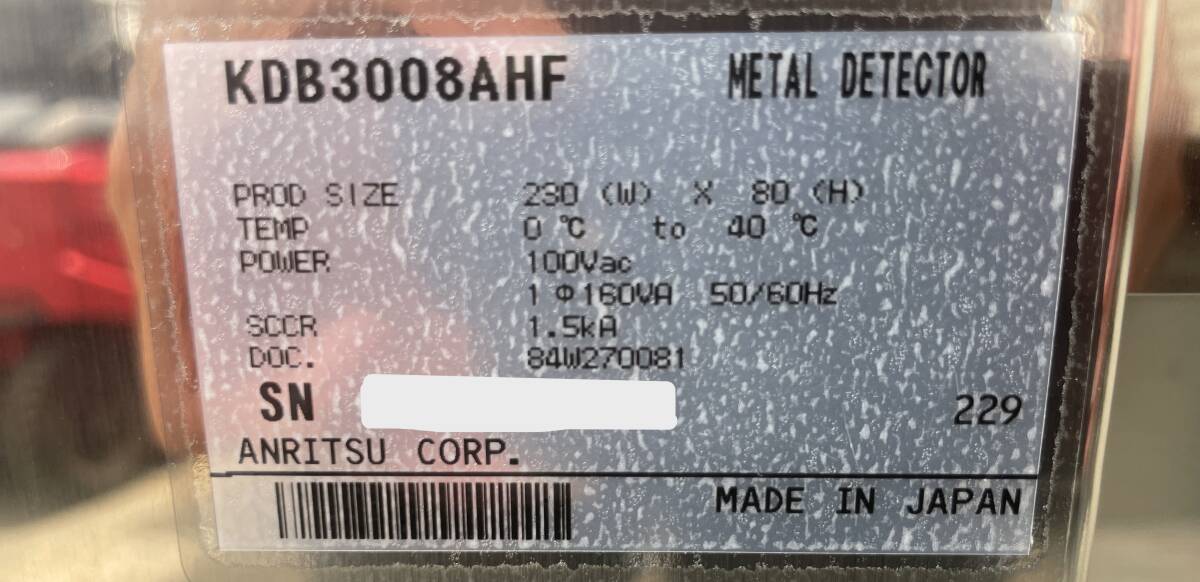 KDB3008AHF METAL DETECTOR
PROD SIZE 230 (W) X 80 (H)
TEMP 0 ℃ to 40 ℃
POWER 100Vac
1 Φ 160VA 50/60Hz
SCCR 1.5kA
DOC. 84W270081
SN 229
ANRITSU CORP.
MADE IN JAPAN